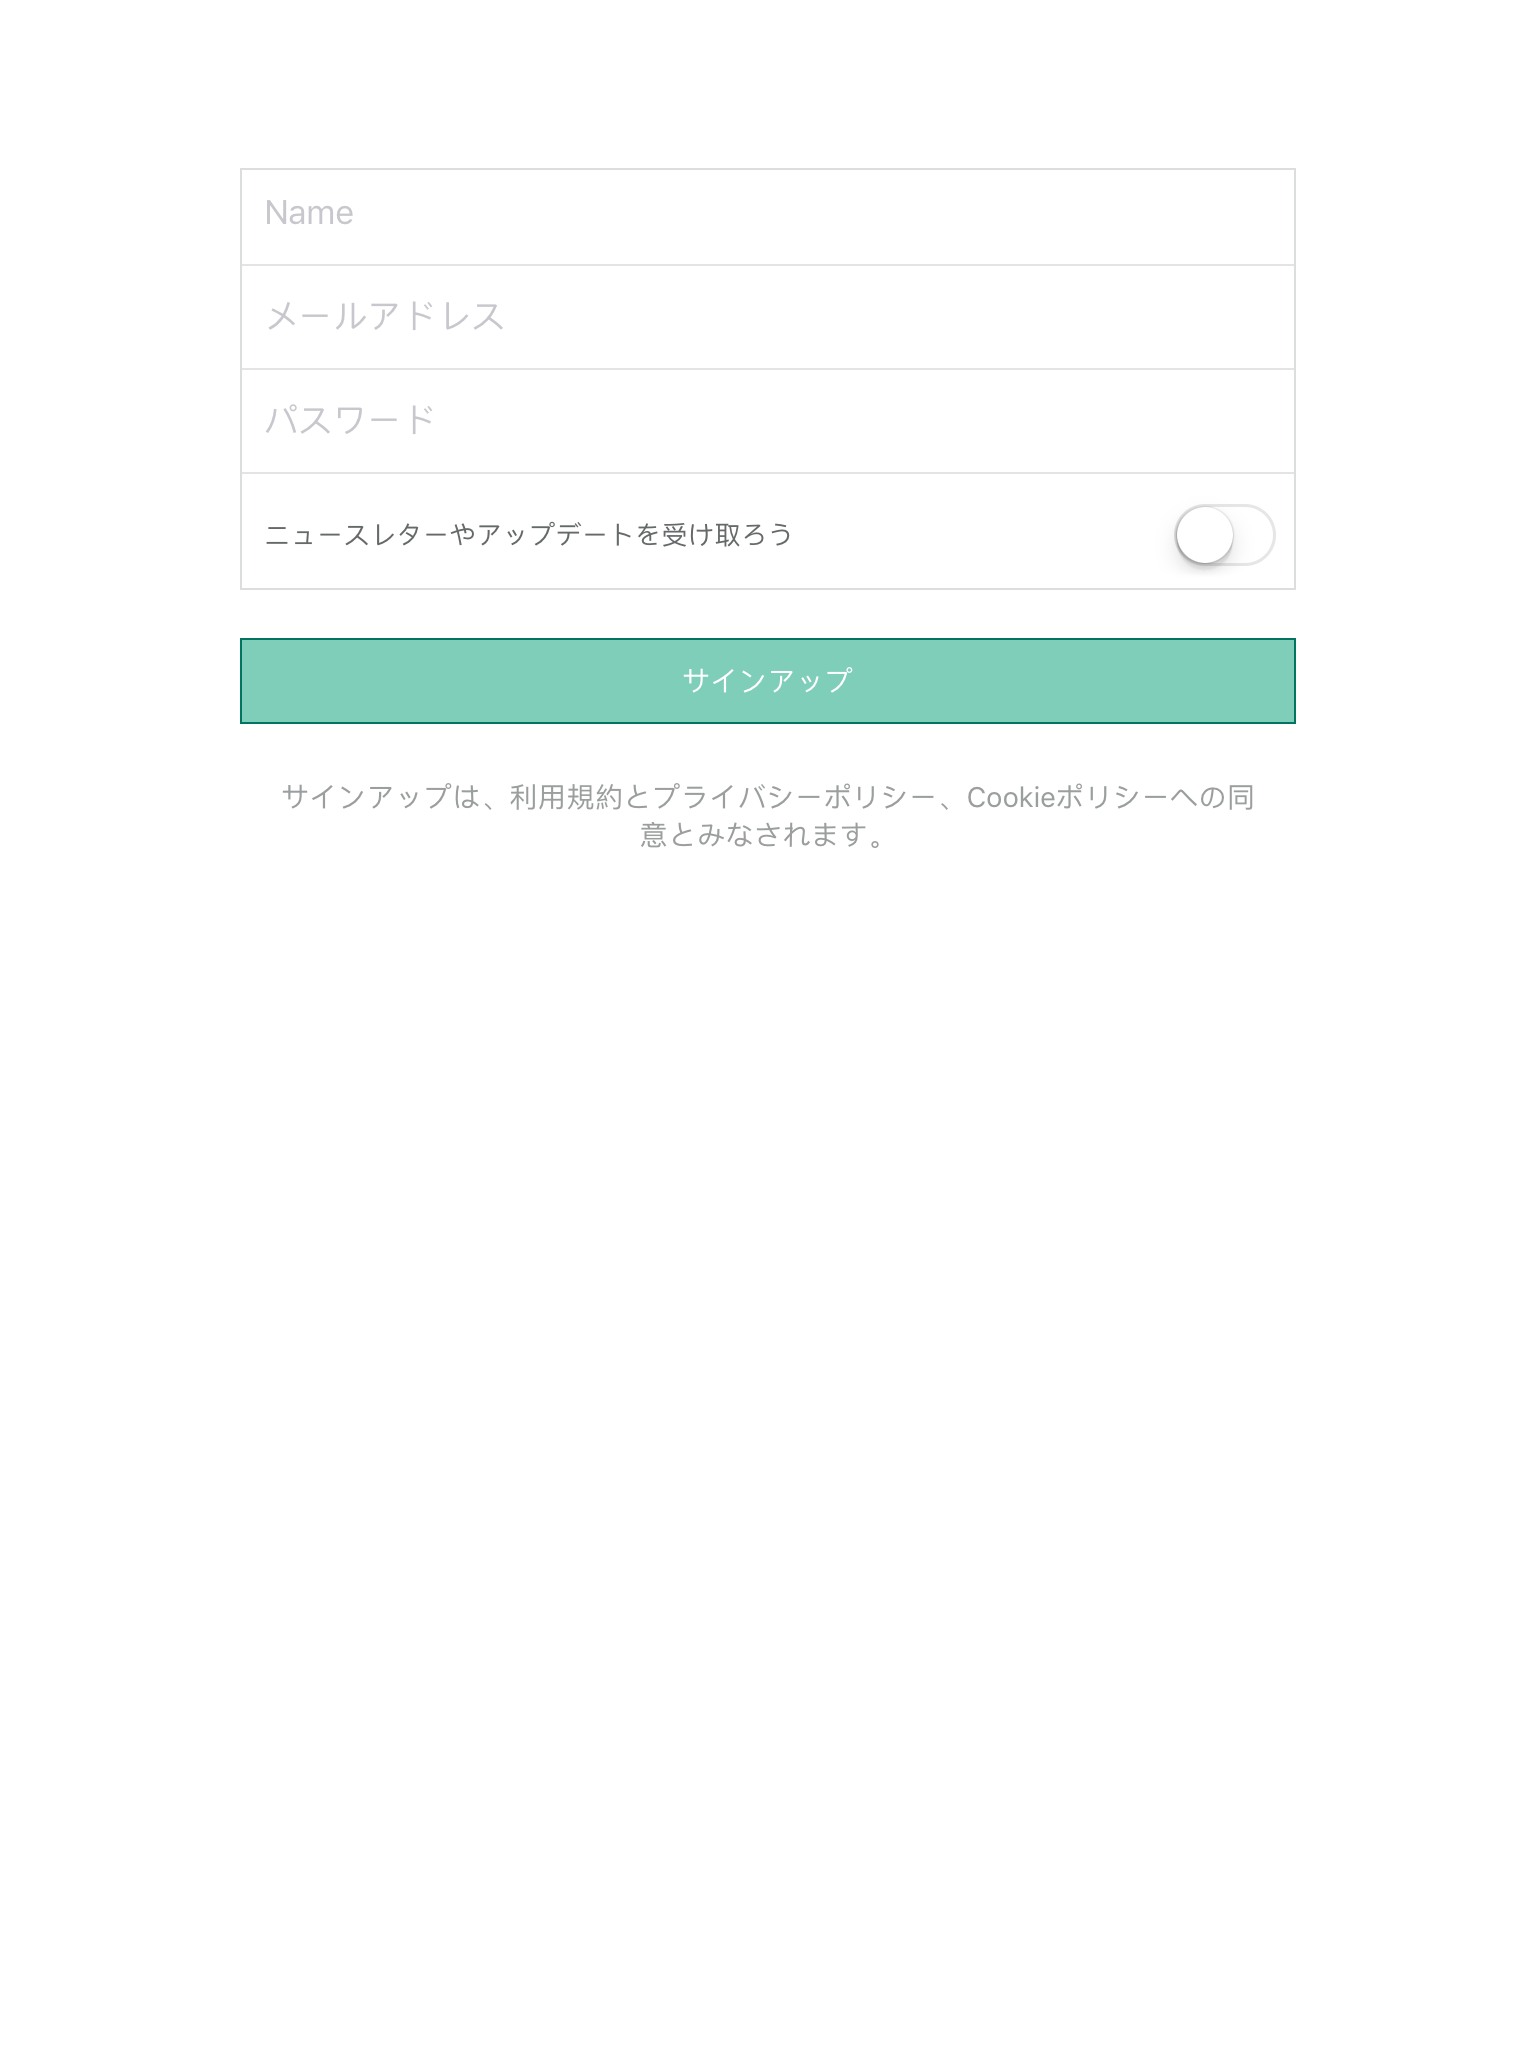 Name
メールアドレス
パスワード
ニュースレターやアップデートを受け取ろう
サインアップ
サインアップは、利用規約とプライバシーポリシー、Cookieポリシーへの同
意とみなされます。